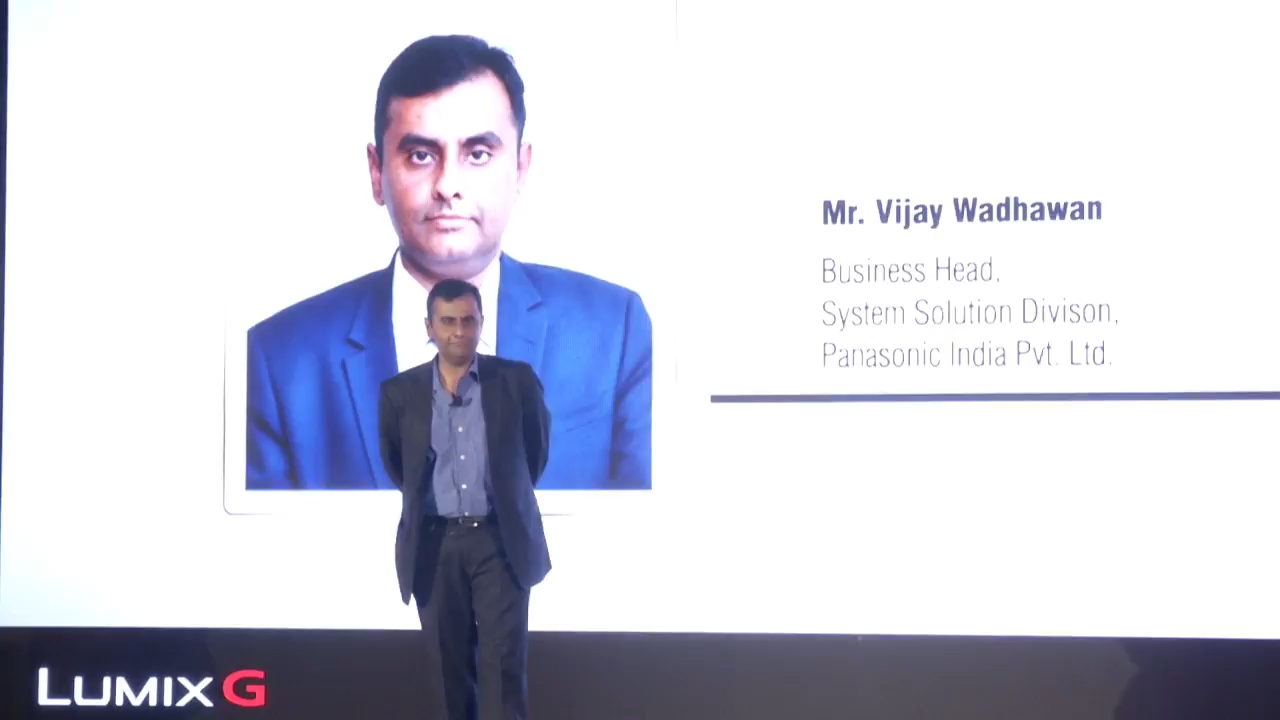 Mr. Vijay Wadhawan
Business Head,
System Solution Divison,
Panasonic India Pvt. Ltd.
LUMIX G